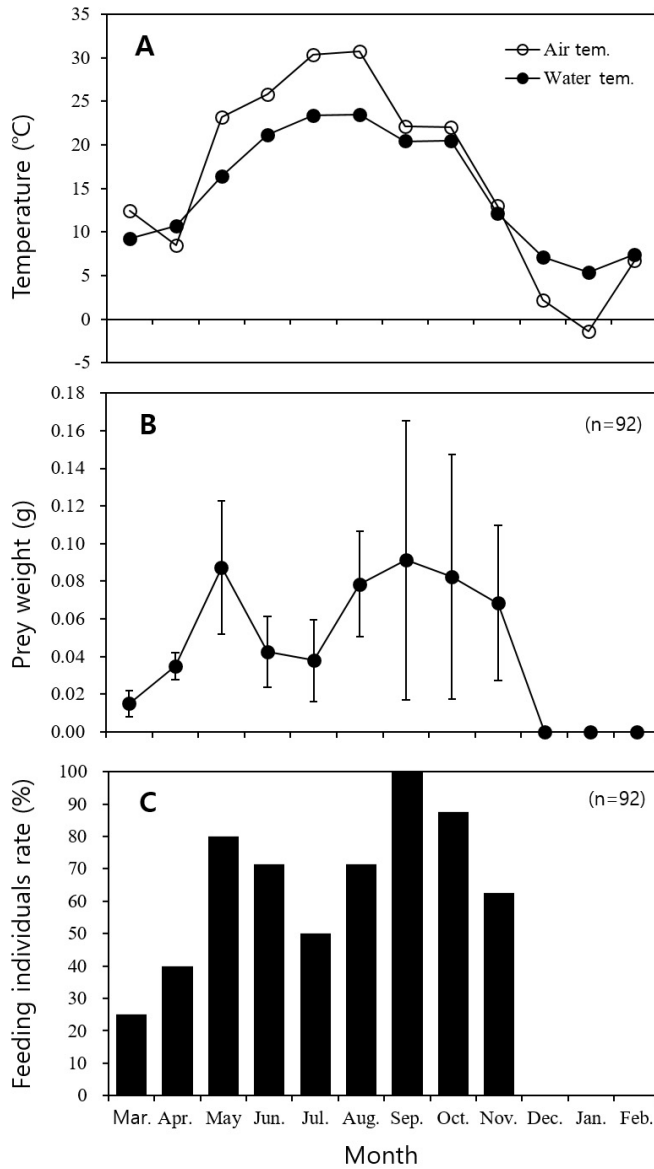 A
Air tem.
Water tem.
Temperature (℃)
35
30
25
20
15
10
5
0
-5
B
(n=92)
Prey weight (g)
0.18
0.16
0.14
0.12
0.10
0.08
0.06
0.04
0.02
0.00
C
(n=92)
Feeding individuals rate (%)
100
90
80
70
60
50
40
30
20
10
0
Mar. Apr. May Jun. Jul. Aug. Sep. Oct. Nov. Dec. Jan. Feb.
Month